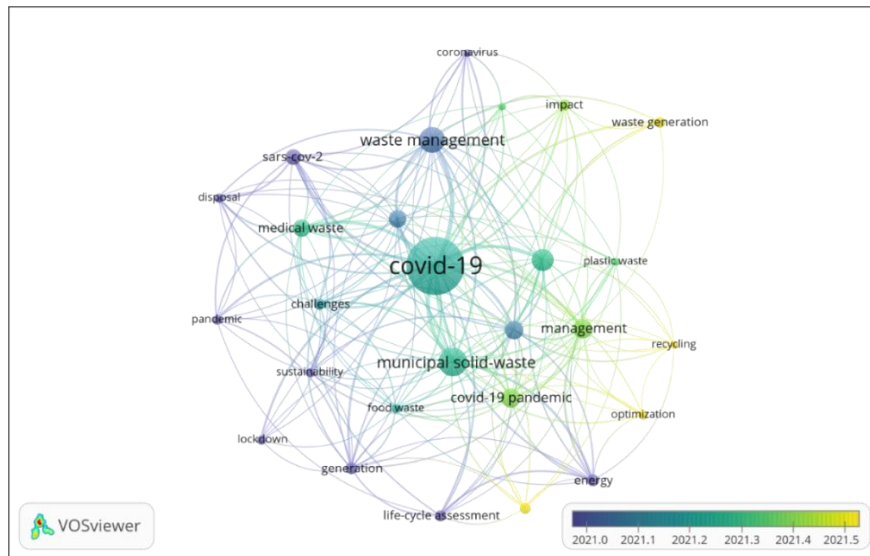 coronavirus
impact
waste generation
waste management
sars-cov-2
disposal
medical waste
covid-19
plastic waste
challenges
pandemic
management
recycling
municipal solid-waste
sustainability
covid-19 pandemic
food waste
optimization
lockdown
generation
energy
life-cycle assessment
VOSviewer
2021.0 2021.1 2021.2 2021.3 2021.4 2021.5